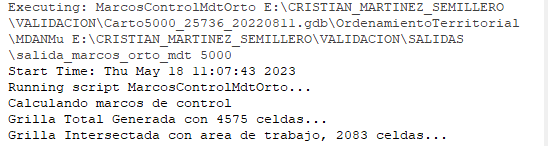 Executing: MarcosControlMdtOrto E:\CRISTIAN_MARTINEZ_SEMILLERO
\VALIDACION\Carto5000_25736_20220811.gdb\OrdenamientoTerritorial
\MDANMu E:\CRISTIAN_MARTINEZ_SEMILLERO\VALIDACION\SALIDAS
\salida_marcos_orto_mdt 5000
Start Time: Thu May 18 11:07:43 2023
Running script MarcosControlMdtOrto...
Calculando marcos de control
Grilla Total Generada con 4575 celdas...
Grilla Intersectada con area de trabajo, 2083 celdas...